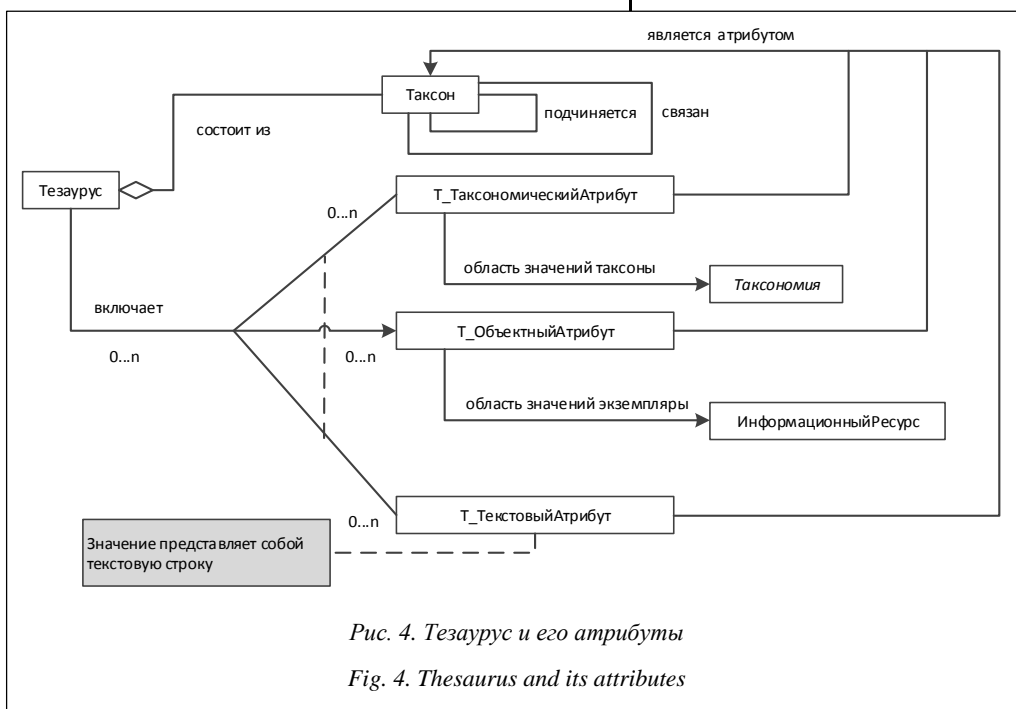 является атрибутом
Таксон
подчиняется
связан
состоит из
Тезаурус
0...n
Т_ТаксономическийАтрибут
область значений таксоны
Таксономия
включает
0...n
0...n
Т_ОбъектныйАтрибут
область значений экземпляры
ИнформационныйРесурс
0...n
Т_ТекстовыйАтрибут
Значение представляет собой
текстовую строку
Рис. 4. Тезаурус и его атрибуты
Fig. 4. Thesaurus and its attributes